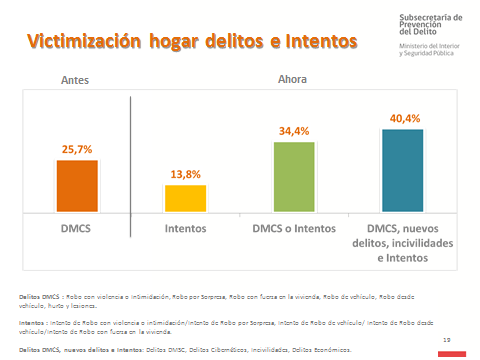 Subsecretaría de
Prevención
del Delito
Ministerio del Interior
y Seguridad Pública
Victimización hogar delitos e Intentos
Antes
Ahora
25,7%
13,8%
34,4%
40,4%
DMCS
Intentos
DMCS o Intentos
DMCS, nuevos
delitos, incivilidades
e Intentos
Delitos DMCS : Robo con violencia o intimidación, Robo por Sorpresa, Robo con fuerza en la vivienda, Robo de vehículo, Robo desde
vehículo, hurto y lesiones.
Intentos : Intento de Robo con violencia o intimidación/Intento de Robo por Sorpresa, Intento de Robo de vehículo/ Intento de Robo desde
vehículo/Intento de Robo con fuerza en la vivienda.
Delitos DMCS, nuevos delitos e Intentos: Delitos DMSC, Delitos Cibernéticos, Incivilidades, Delitos Económicos.
19